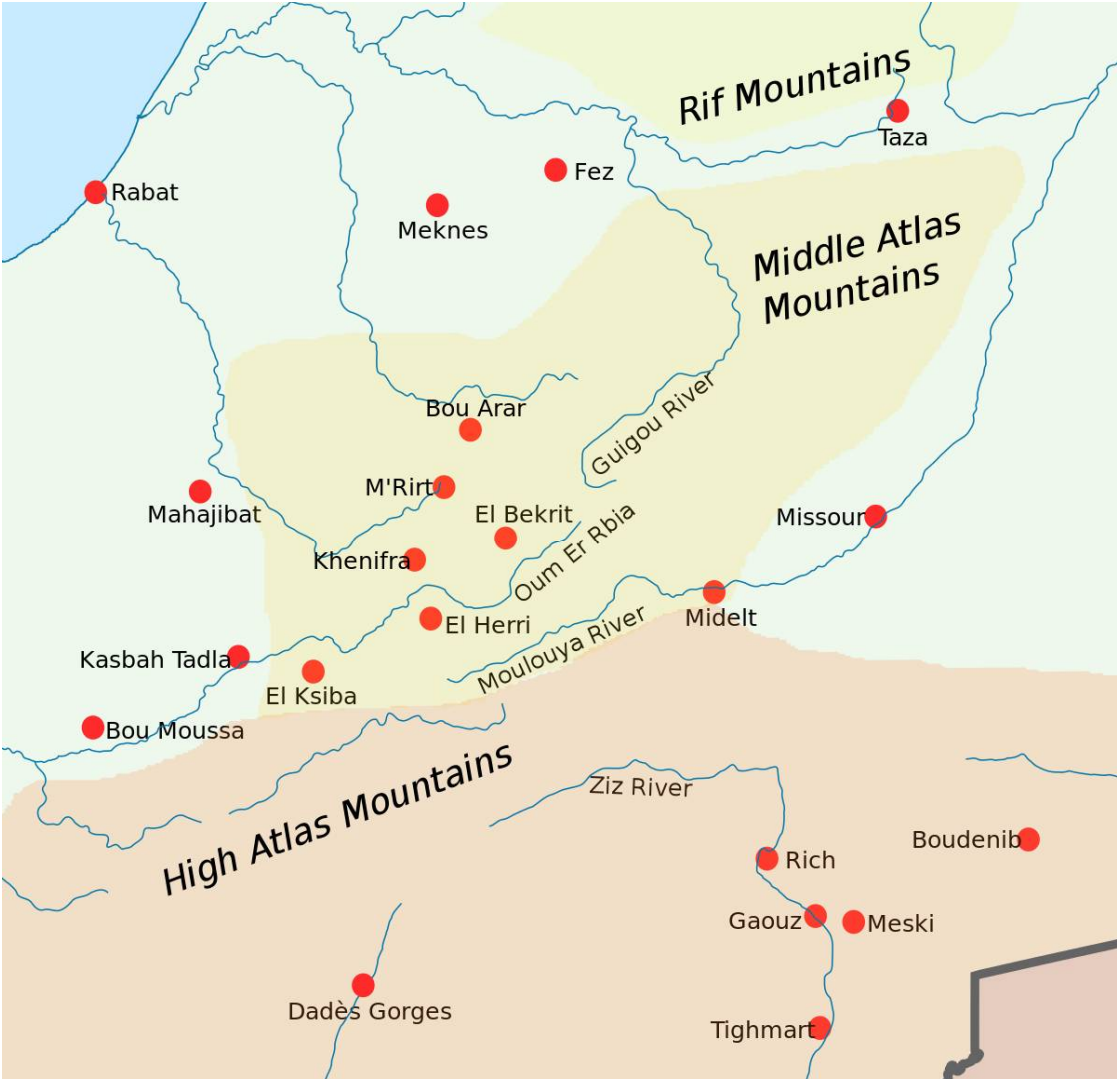 Rif Mountains
Taza
Fez
Rabat
Meknes
Middle Atlas
Mountains
Guigou River
Bou Arar
M'Rirt
Mahajibat
El Bekrit
Missour
Oum Er Rbia
Khenifra
Midelt
El Herri
Moulouya River
Kasbah Tadla
El Ksiba
Bou Moussa
High Atlas Mountains
Ziz River
Boudenib
Rich
Gaouz
Meski
Dadès Gorges
Tighmart